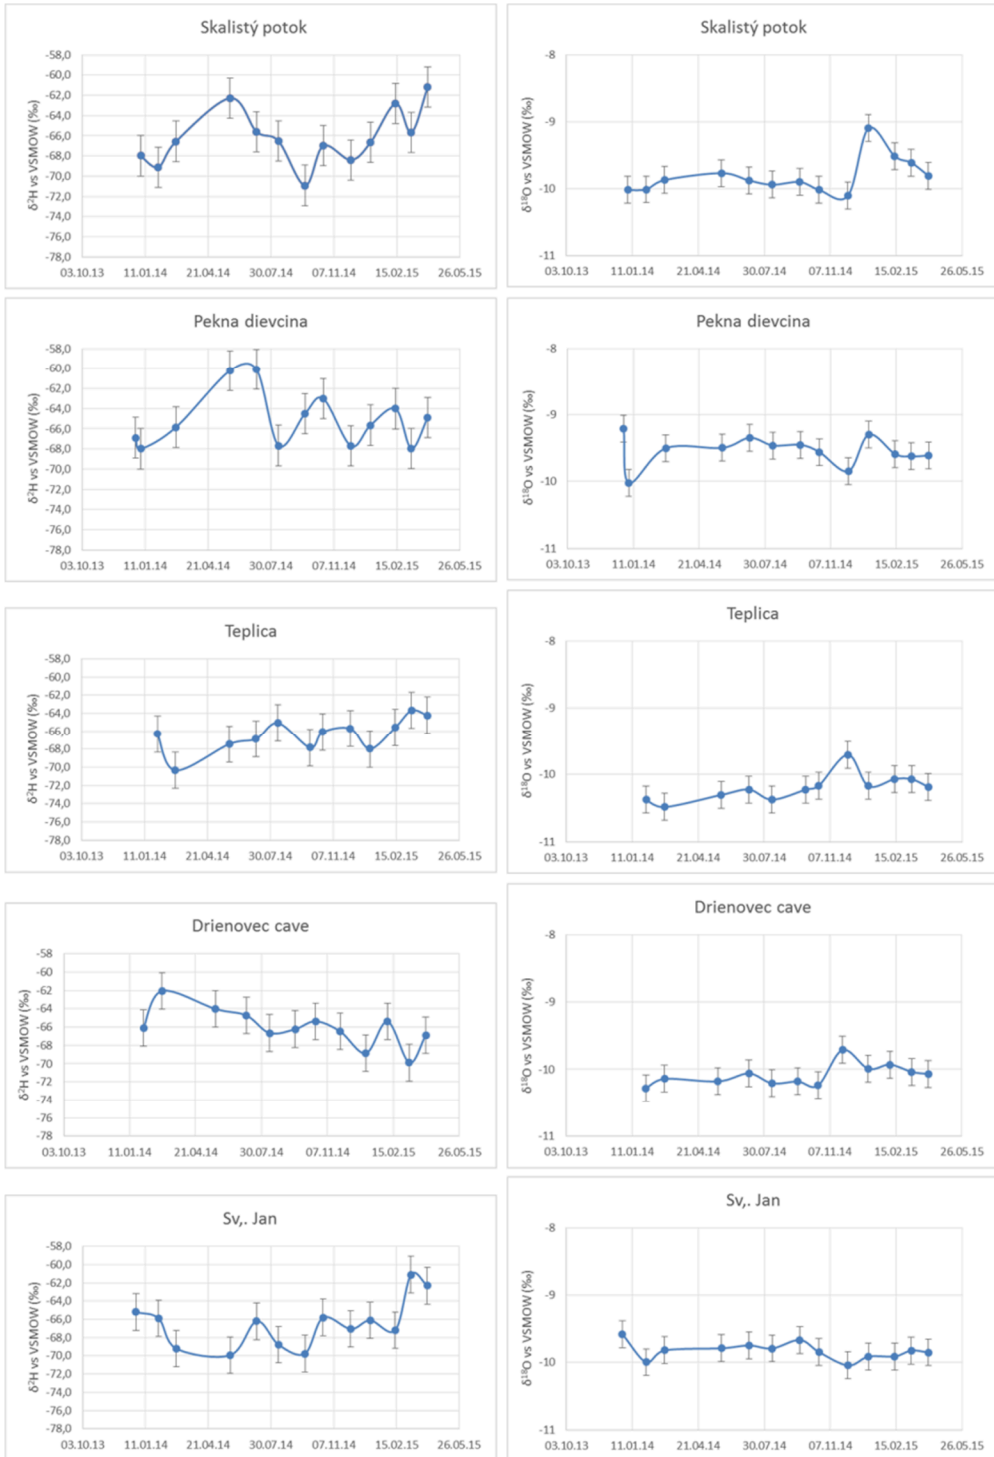 Skalistý potok
δ²H vs VSMOW (‰)
-58,0
-60,0
-62,0
-64,0
-66,0
-68,0
-70,0
-72,0
-74,0
-76,0
-78,0
03.10.13 11.01.14 21.04.14 30.07.14 07.11.14 15.02.15 26.05.15
Skalistý potok
δ¹⁸O vs VSMOW (‰)
-8
-9
-10
-11
03.10.13 11.01.14 21.04.14 30.07.14 07.11.14 15.02.15 26.05.15
Pekna dievcina
δ²H vs VSMOW (‰)
-58,0
-60,0
-62,0
-64,0
-66,0
-68,0
-70,0
-72,0
-74,0
-76,0
-78,0
03.10.13 11.01.14 21.04.14 30.07.14 07.11.14 15.02.15 26.05.15
Pekna dievcina
δ¹⁸O vs VSMOW (‰)
-8
-9
-10
-11
03.10.13 11.01.14 21.04.14 30.07.14 07.11.14 15.02.15 26.05.15
Teplica
δ²H vs VSMOW (‰)
-58,0
-60,0
-62,0
-64,0
-66,0
-68,0
-70,0
-72,0
-74,0
-76,0
-78,0
03.10.13 11.01.14 21.04.14 30.07.14 07.11.14 15.02.15 26.05.15
Teplica
δ¹⁸O vs VSMOW (‰)
-8
-9
-10
-11
03.10.13 11.01.14 21.04.14 30.07.14 07.11.14 15.02.15 26.05.15
Drienovec cave
δ²H vs VSMOW (‰)
-58
-60
-62
-64
-66
-68
-70
-72
-74
-76
-78
03.10.13 11.01.14 21.04.14 30.07.14 07.11.14 15.02.15 26.05.15
Drienovec cave
δ¹⁸O vs VSMOW (‰)
-8
-9
-10
-11
03.10.13 11.01.14 21.04.14 30.07.14 07.11.14 15.02.15 26.05.15
Sv,. Jan
δ²H vs VSMOW (‰)
-58,0
-60,0
-62,0
-64,0
-66,0
-68,0
-70,0
-72,0
-74,0
-76,0
-78,0
03.10.13 11.01.14 21.04.14 30.07.14 07.11.14 15.02.15 26.05.15
Sv,. Jan
δ¹⁸O vs VSMOW (‰)
-8
-9
-10
-11
03.10.13 11.01.14 21.04.14 30.07.14 07.11.14 15.02.15 26.05.15